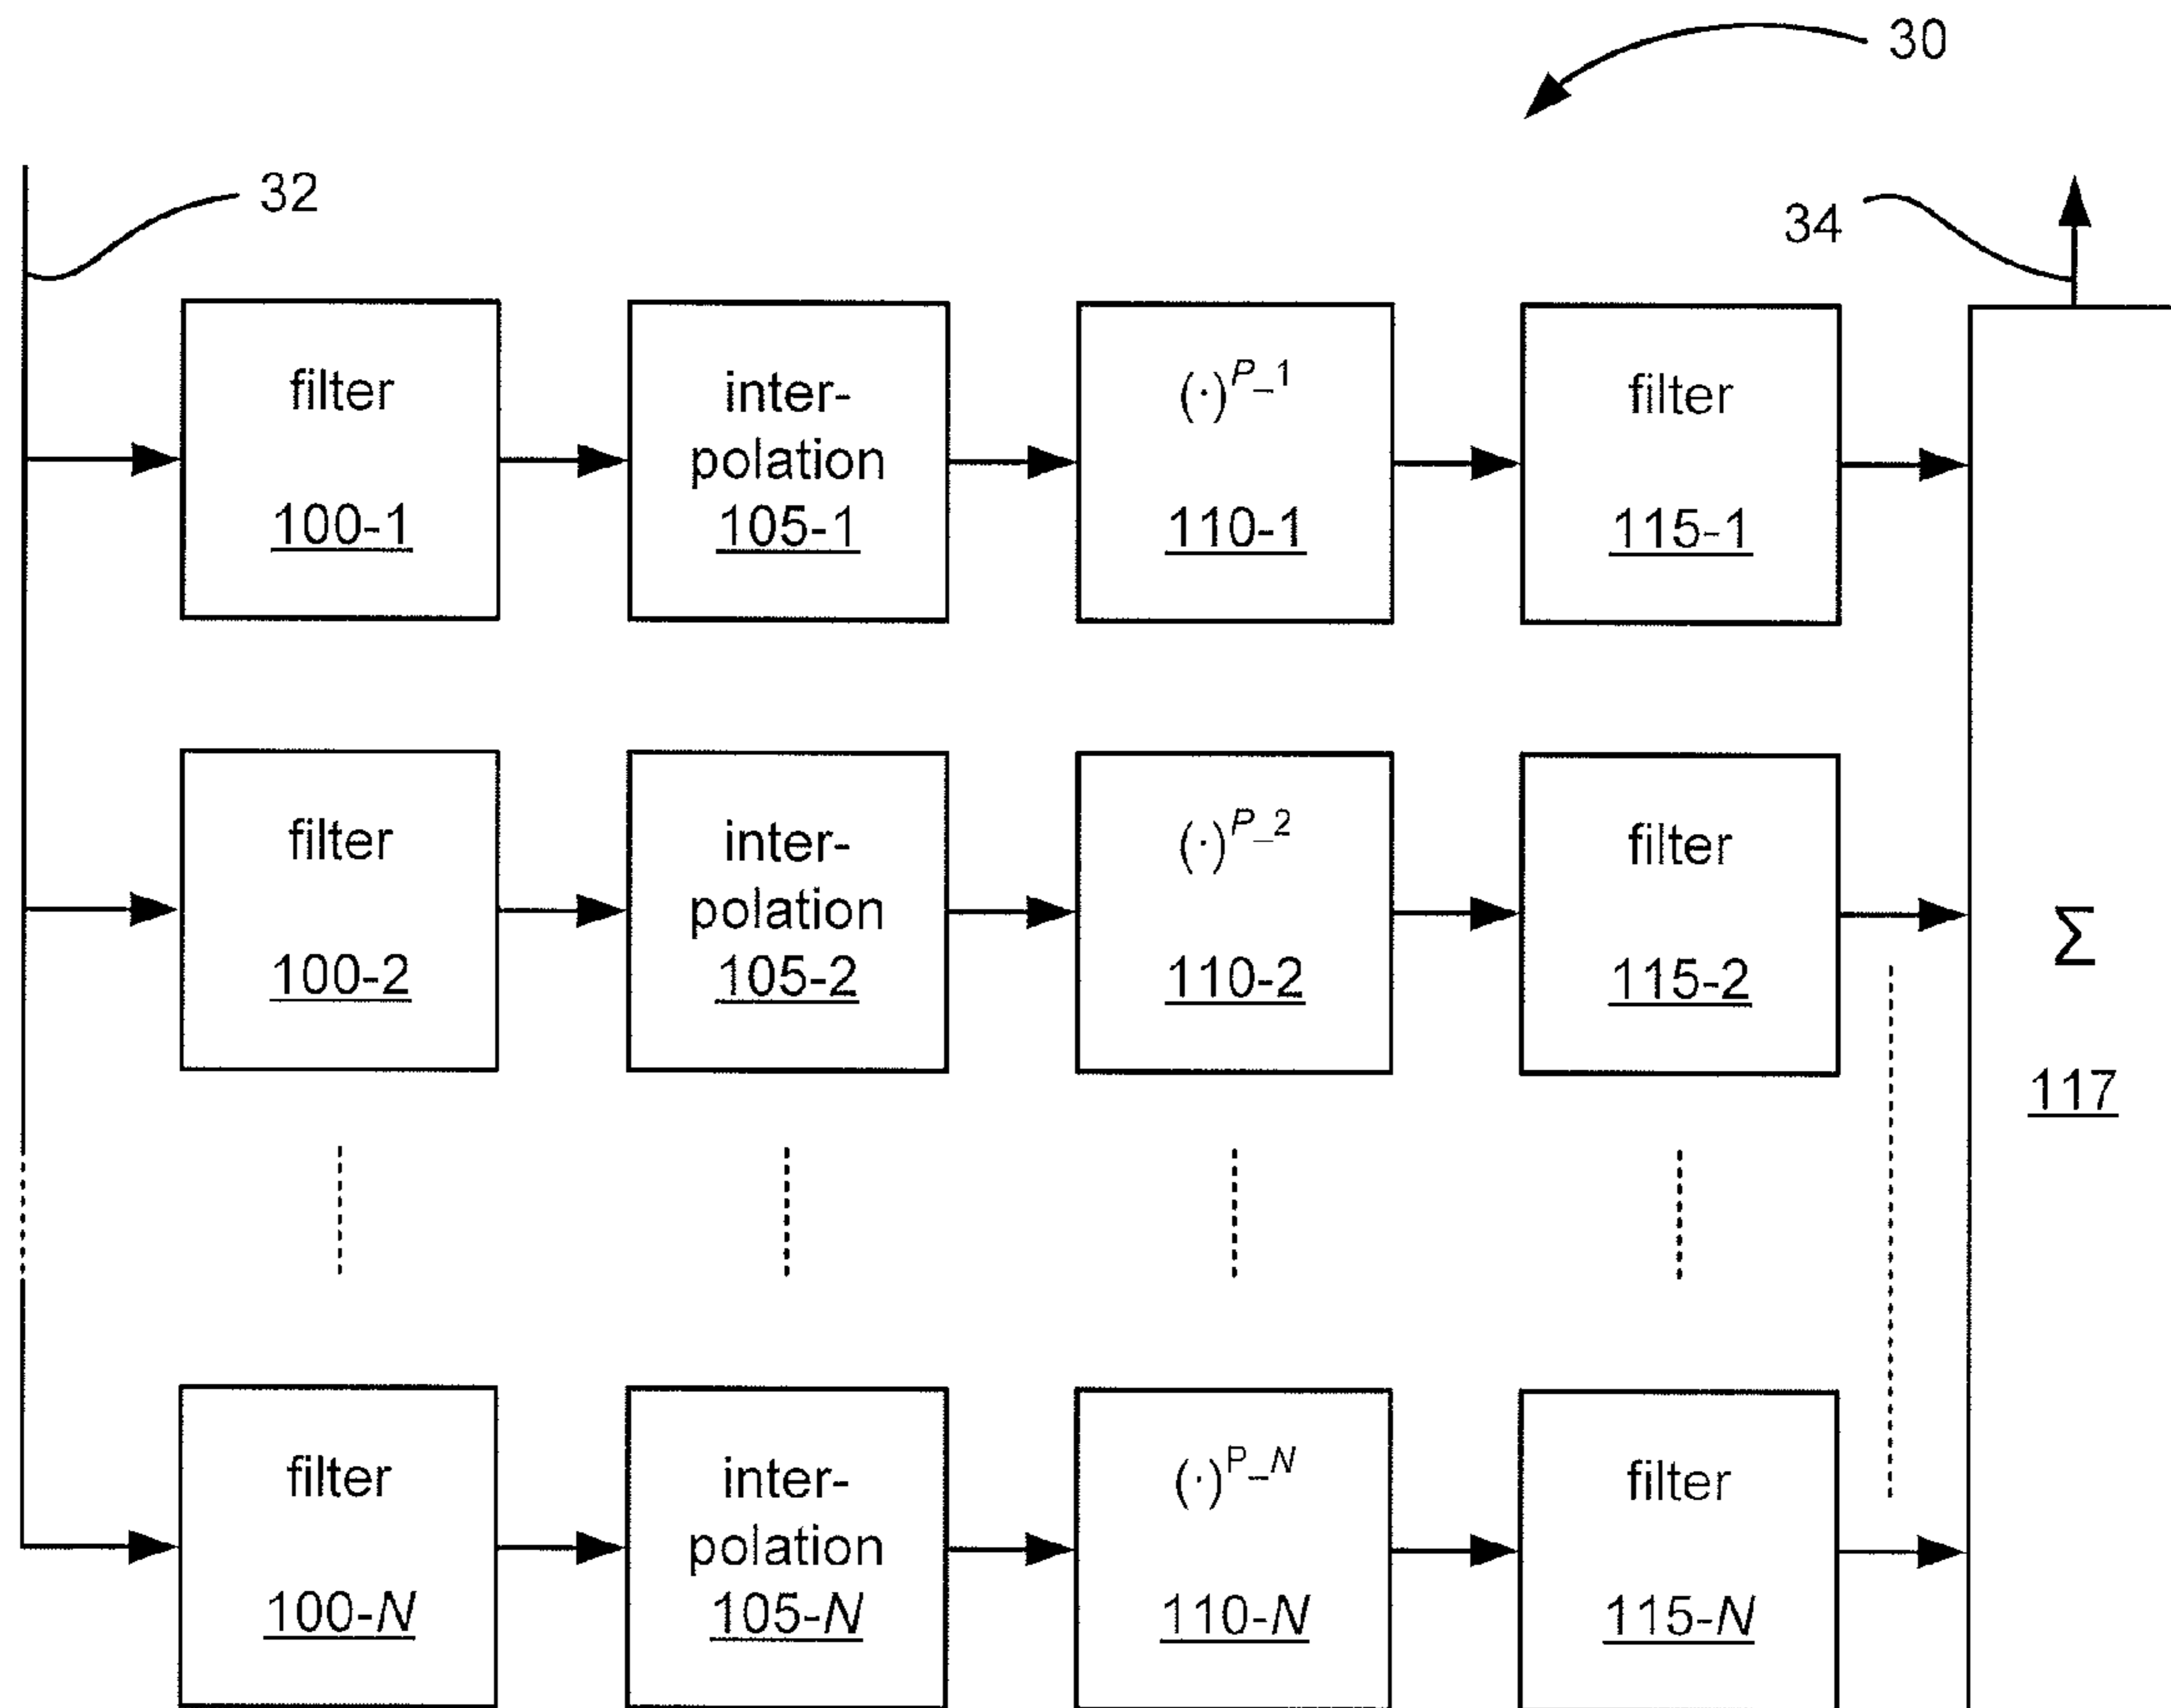 30
32
34
filter
100-1
inter-
polation
105-1
(·)^P_1
110-1
filter
115-1
filter
100-2
inter-
polation
105-2
(·)^P_2
110-2
filter
115-2
Σ
117
filter
100-N
inter-
polation
105-N
(·)^P_N
110-N
filter
115-N